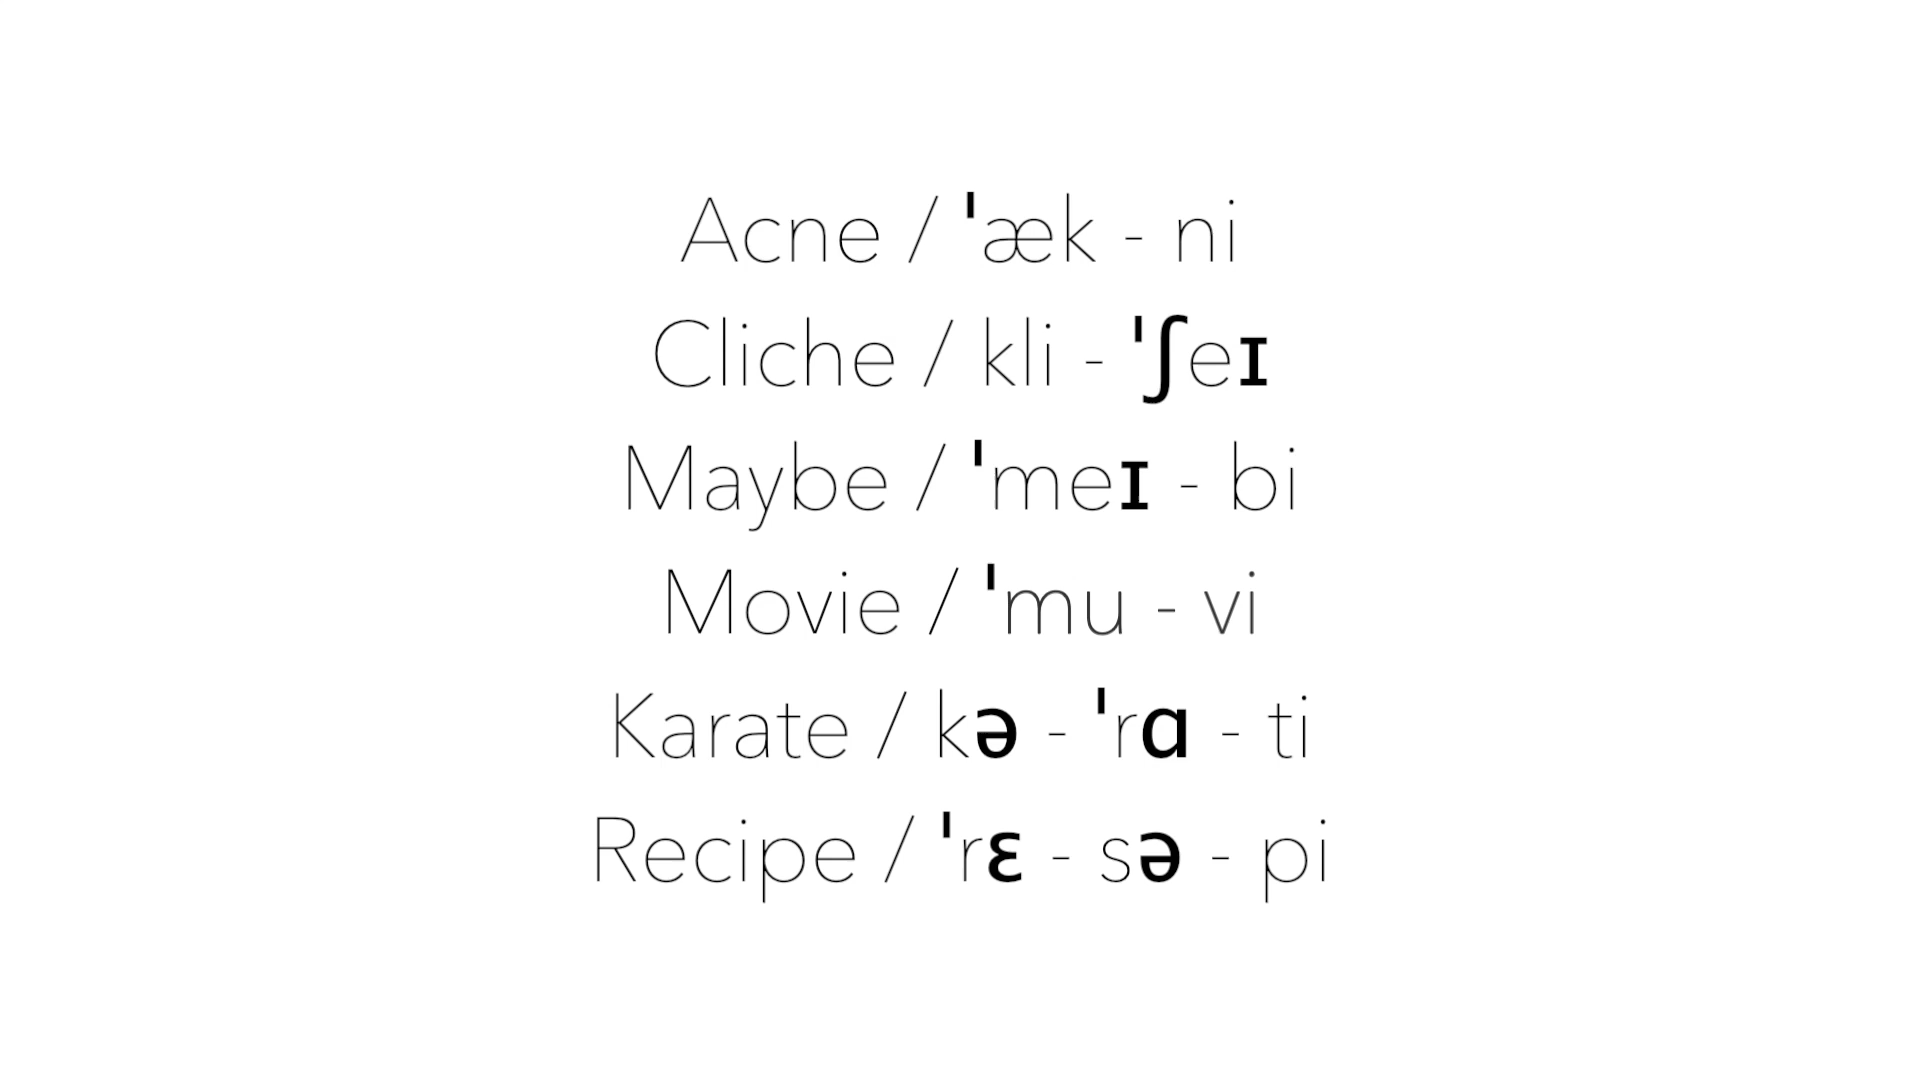 Acne / ˈæk - ni
Cliche / kli - ˈʃeɪ
Maybe / ˈmeɪ - bi
Movie / ˈmu - vi
Karate / kə - ˈrɑ - ti
Recipe / ˈrɛ - sə - pi